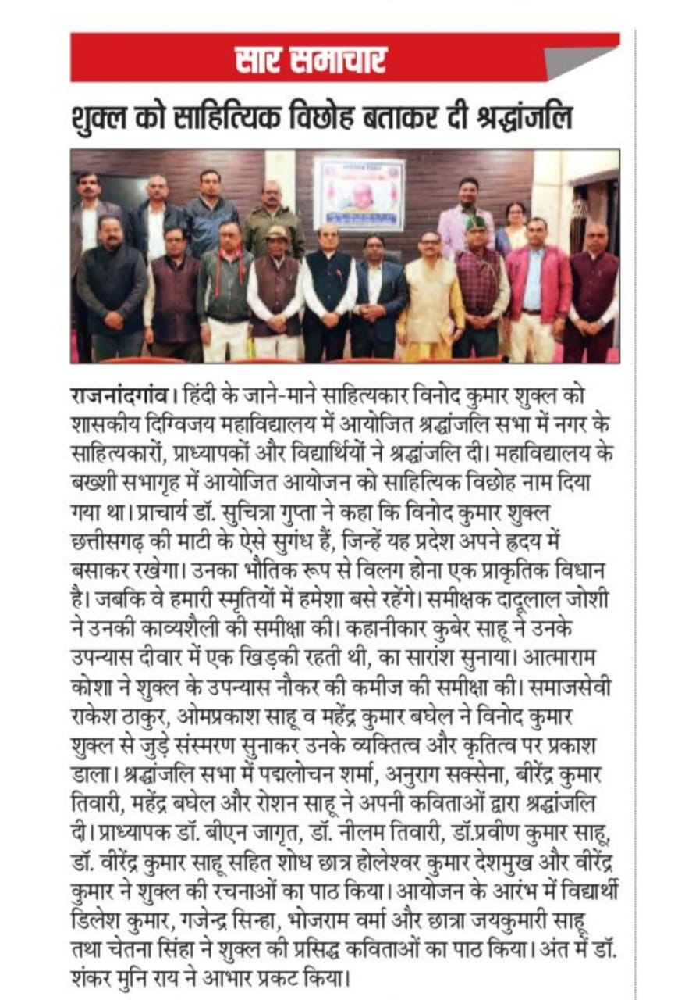 सार समाचार
शुक्ल को साहित्यिक विछोह बताकर दी श्रद्धांजलि
राजनांदगांव। हिंदी के जाने-माने साहित्यकार विनोद कुमार शुक्ल को
शासकीय दिग्विजय महाविद्यालय में आयोजित श्रद्धांजलि सभा में नगर के
साहित्यकारों, प्राध्यापकों और विद्यार्थियों ने श्रद्धांजलि दी। महाविद्यालय के
बख्शी सभागृह में आयोजित आयोजन को साहित्यिक विछोह नाम दिया
गया था। प्राचार्य डॉ. सुचित्रा गुप्ता ने कहा कि विनोद कुमार शुक्ल
छत्तीसगढ़ की माटी के ऐसे सुगंध हैं, जिन्हें यह प्रदेश अपने ह्रदय में
बसाकर रखेगा। उनका भौतिक रूप से विलग होना एक प्राकृतिक विधान
है। जबकि वे हमारी स्मृतियों में हमेशा बसे रहेंगे। समीक्षक दादूलाल जोशी
ने उनकी काव्यशैली की समीक्षा की। कहानीकार कुबेर साहू ने उनके
उपन्यास दीवार में एक खिड़की रहती थी, का सारांश सुनाया। आत्माराम
कोशा ने शुक्ल के उपन्यास नौकर की कमीज की समीक्षा की। समाजसेवी
राकेश ठाकुर, ओमप्रकाश साहू व महेंद्र कुमार बघेल ने विनोद कुमार
शुक्ल से जुड़े संस्मरण सुनाकर उनके व्यक्तित्व और कृतित्व पर प्रकाश
डाला। श्रद्धांजलि सभा में पद्मलोचन शर्मा, अनुराग सक्सेना, बीरेंद्र कुमार
तिवारी, महेंद्र बघेल और रोशन साहू ने अपनी कविताओं द्वारा श्रद्धांजलि
दी। प्राध्यापक डॉ. बीएन जागृत, डॉ. नीलम तिवारी, डॉ.प्रवीण कुमार साहू,
डॉ. वीरेंद्र कुमार साहू सहित शोध छात्र होलेश्वर कुमार देशमुख और वीरेंद्र
कुमार ने शुक्ल की रचनाओं का पाठ किया। आयोजन के आरंभ में विद्यार्थी
डिलेश कुमार, गजेन्द्र सिन्हा, भोजराम वर्मा और छात्रा जयकुमारी साहू
तथा चेतना सिंहा ने शुक्ल की प्रसिद्ध कविताओं का पाठ किया। अंत में डॉ.
शंकर मुनि राय ने आभार प्रकट किया।